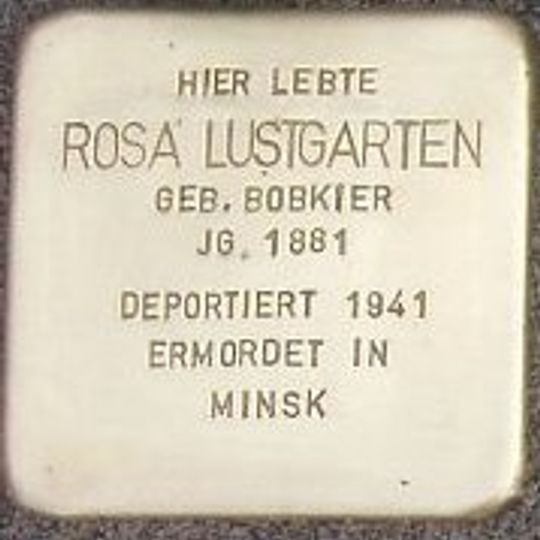 HIER LEBTE
ROSA LUSTGARTEN
GEB. BOBKIER
JG. 1881
DEPORTIERT 1941
ERMORDET IN
MINSK